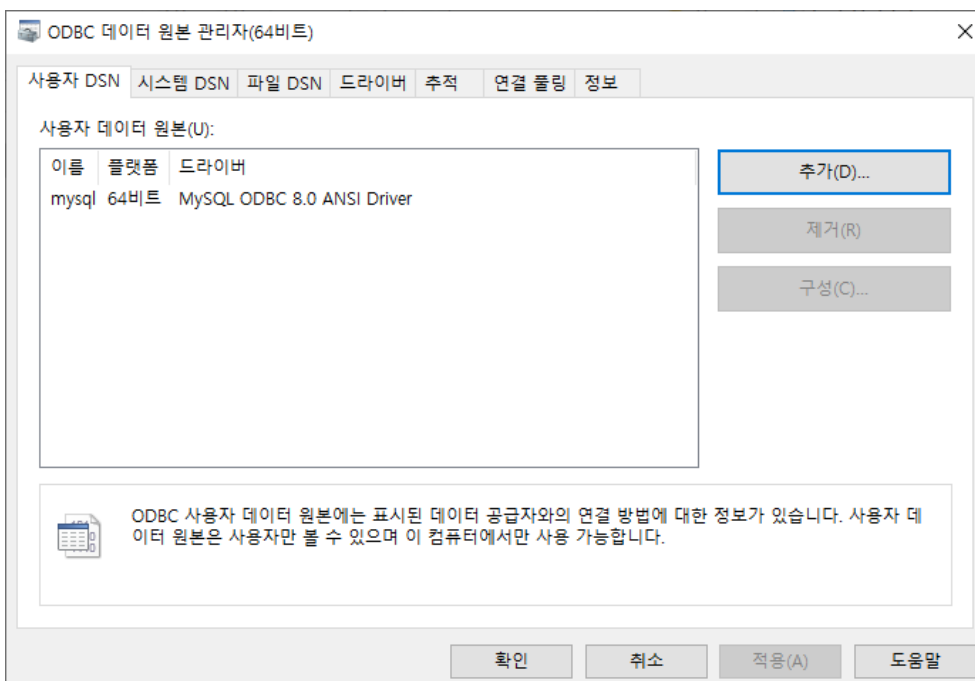 ODBC 데이터 원본 관리자(64비트)
사용자 DSN 시스템 DSN 파일 DSN 드라이버 추적 연결 풀링 정보
사용자 데이터 원본(U):
이름 플랫폼 드라이버
mysql 64비트 MySQL ODBC 8.0 ANSI Driver
추가(D)...
제거(R)
구성(C)...
ODBC 사용자 데이터 원본에는 표시된 데이터 공급자와의 연결 방법에 대한 정보가 있습니다. 사용자 데
이터 원본은 사용자만 볼 수 있으며 이 컴퓨터에서만 사용 가능합니다.
확인 취소 적용(A) 도움말